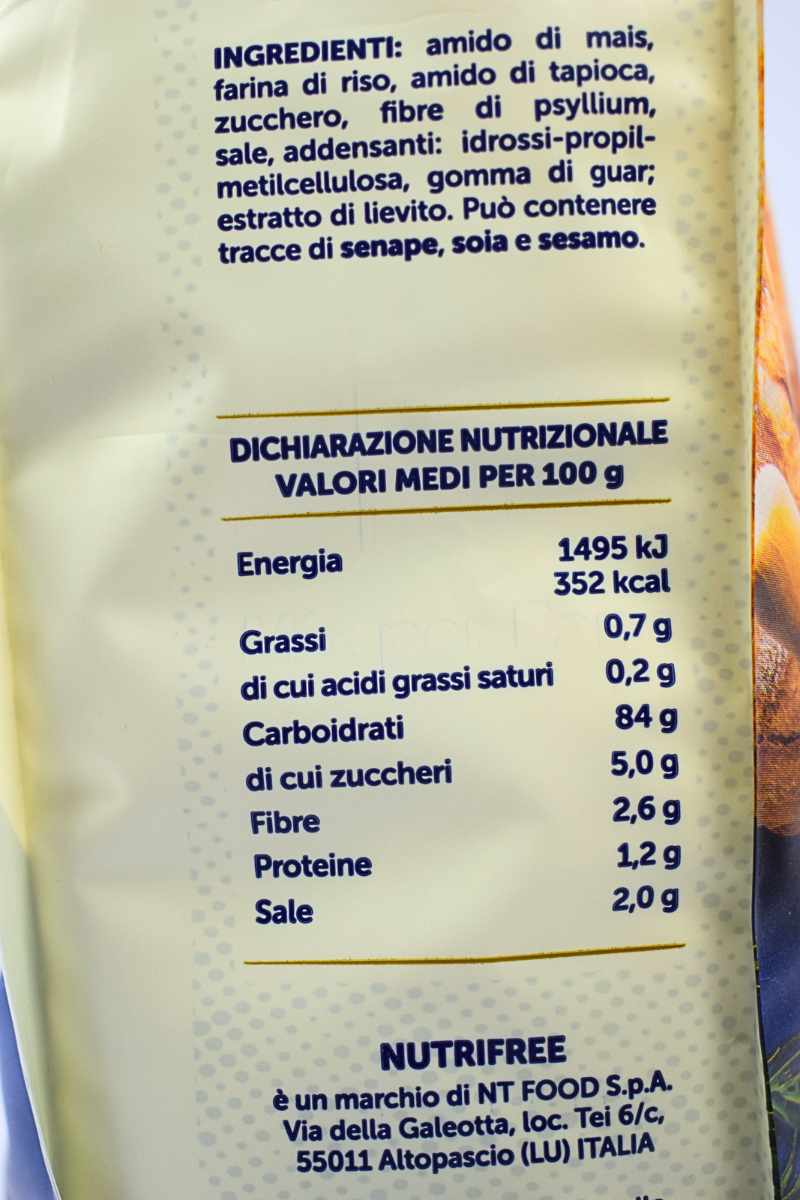 INGREDIENTI: amido di mais,
farina di riso, amido di tapioca,
zucchero, fibre di psyllium,
sale, addensanti: idrossi-propil-
metilcellulosa, gomma di guar;
estratto di lievito. Può contenere
tracce di senape, soia e sesamo.
DICHIARAZIONE NUTRIZIONALE
VALORI MEDI PER 100 g
Energia 1495 kJ
352 kcal
Grassi 0,7 g
di cui acidi grassi saturi 0,2 g
Carboidrati 84 g
di cui zuccheri 5,0 g
Fibre 2,6 g
Proteine 1,2 g
Sale 2,0 g
NUTRIFREE
è un marchio di NT FOOD S.p.A.
Via della Galeotta, loc. Tei 6/c,
55011 Altopascio (LU) ITALIA